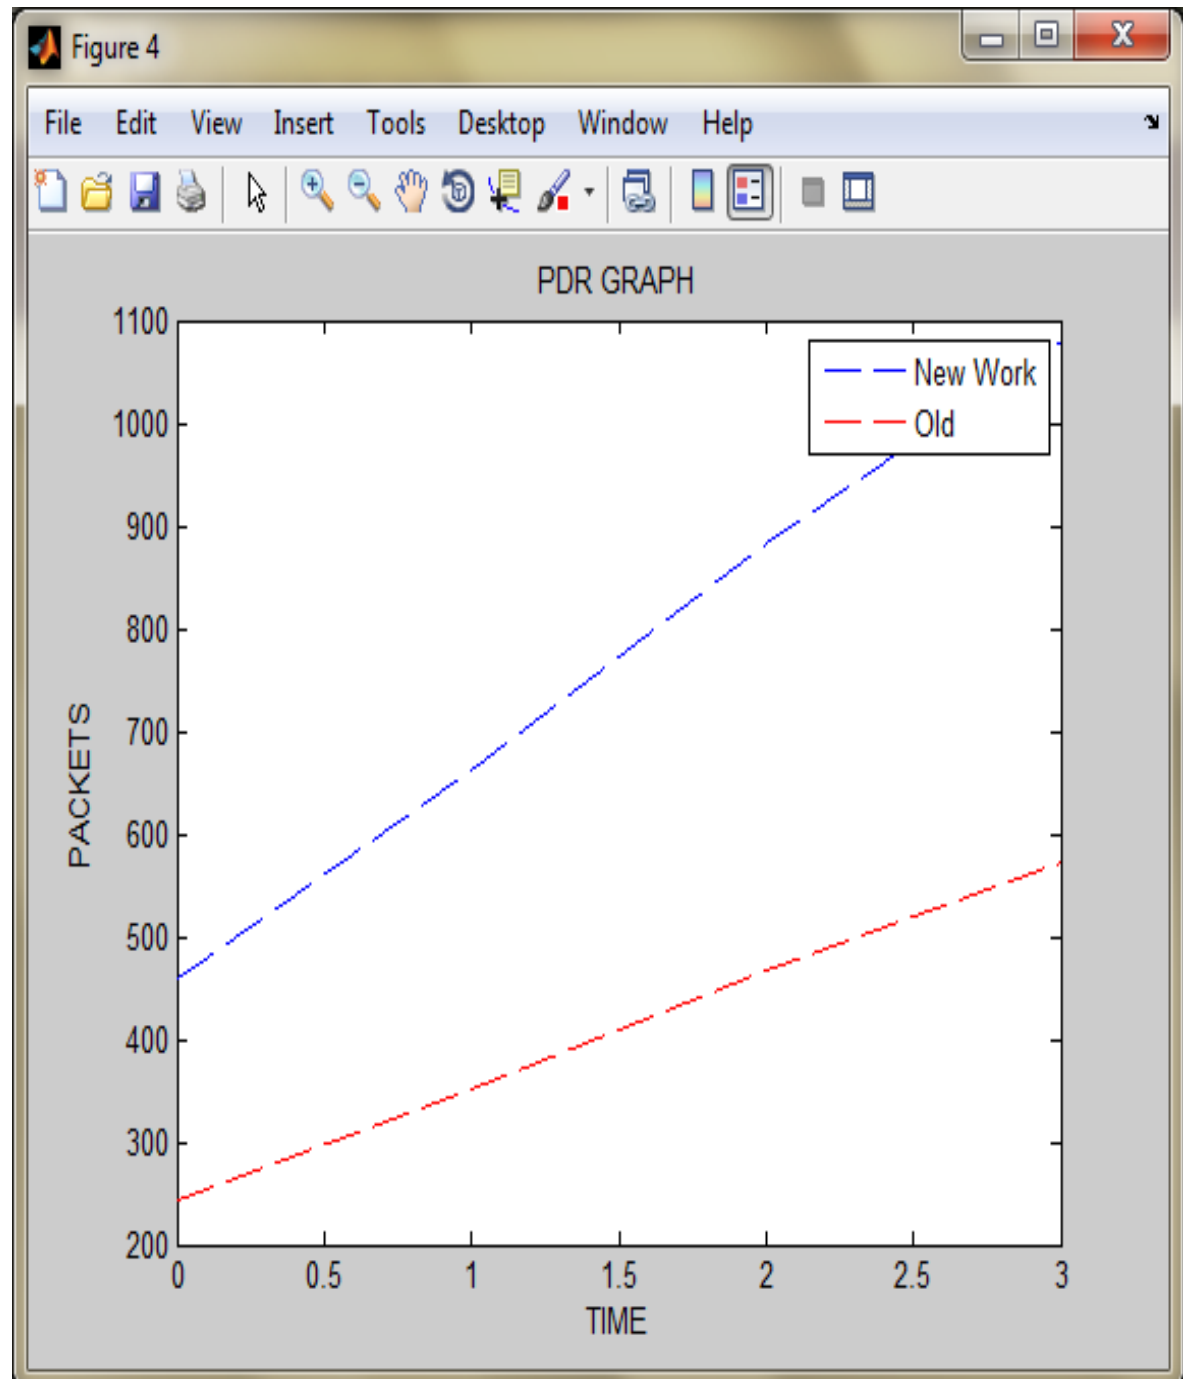 Figure 4
File Edit View Insert Tools Desktop Window Help
PDR GRAPH
1100
1000
900
800
700
600
500
400
300
200
PACKETS
New Work
Old
0 0.5 1 1.5 2 2.5 3
TIME